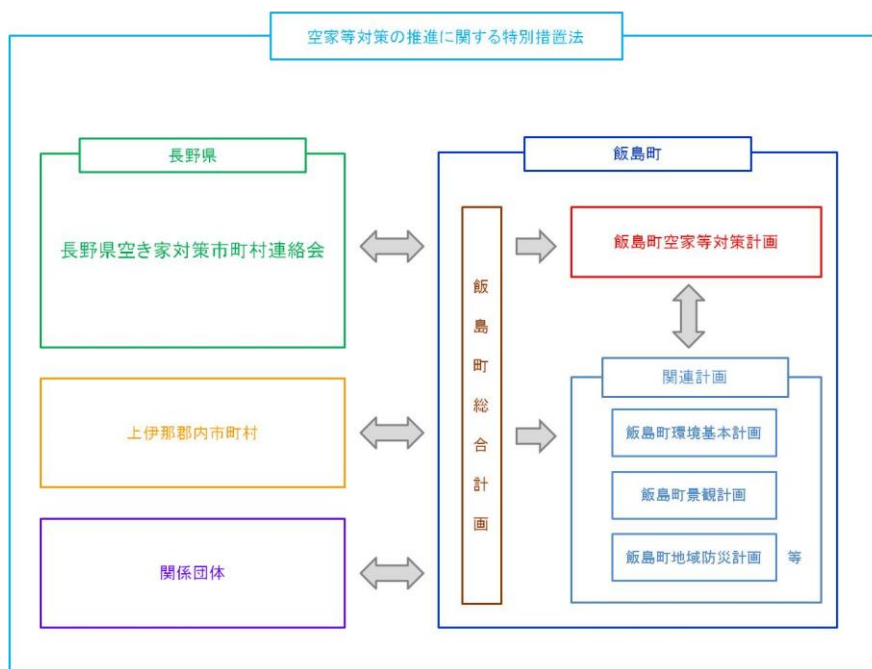 空家等対策の推進に関する特別措置法
長野県
長野県空き家対策市町村連絡会
上伊那郡内市町村
関係団体
飯島町
飯島町総合計画
飯島町空家等対策計画
関連計画
飯島町環境基本計画
飯島町景観計画
飯島町地域防災計画 等